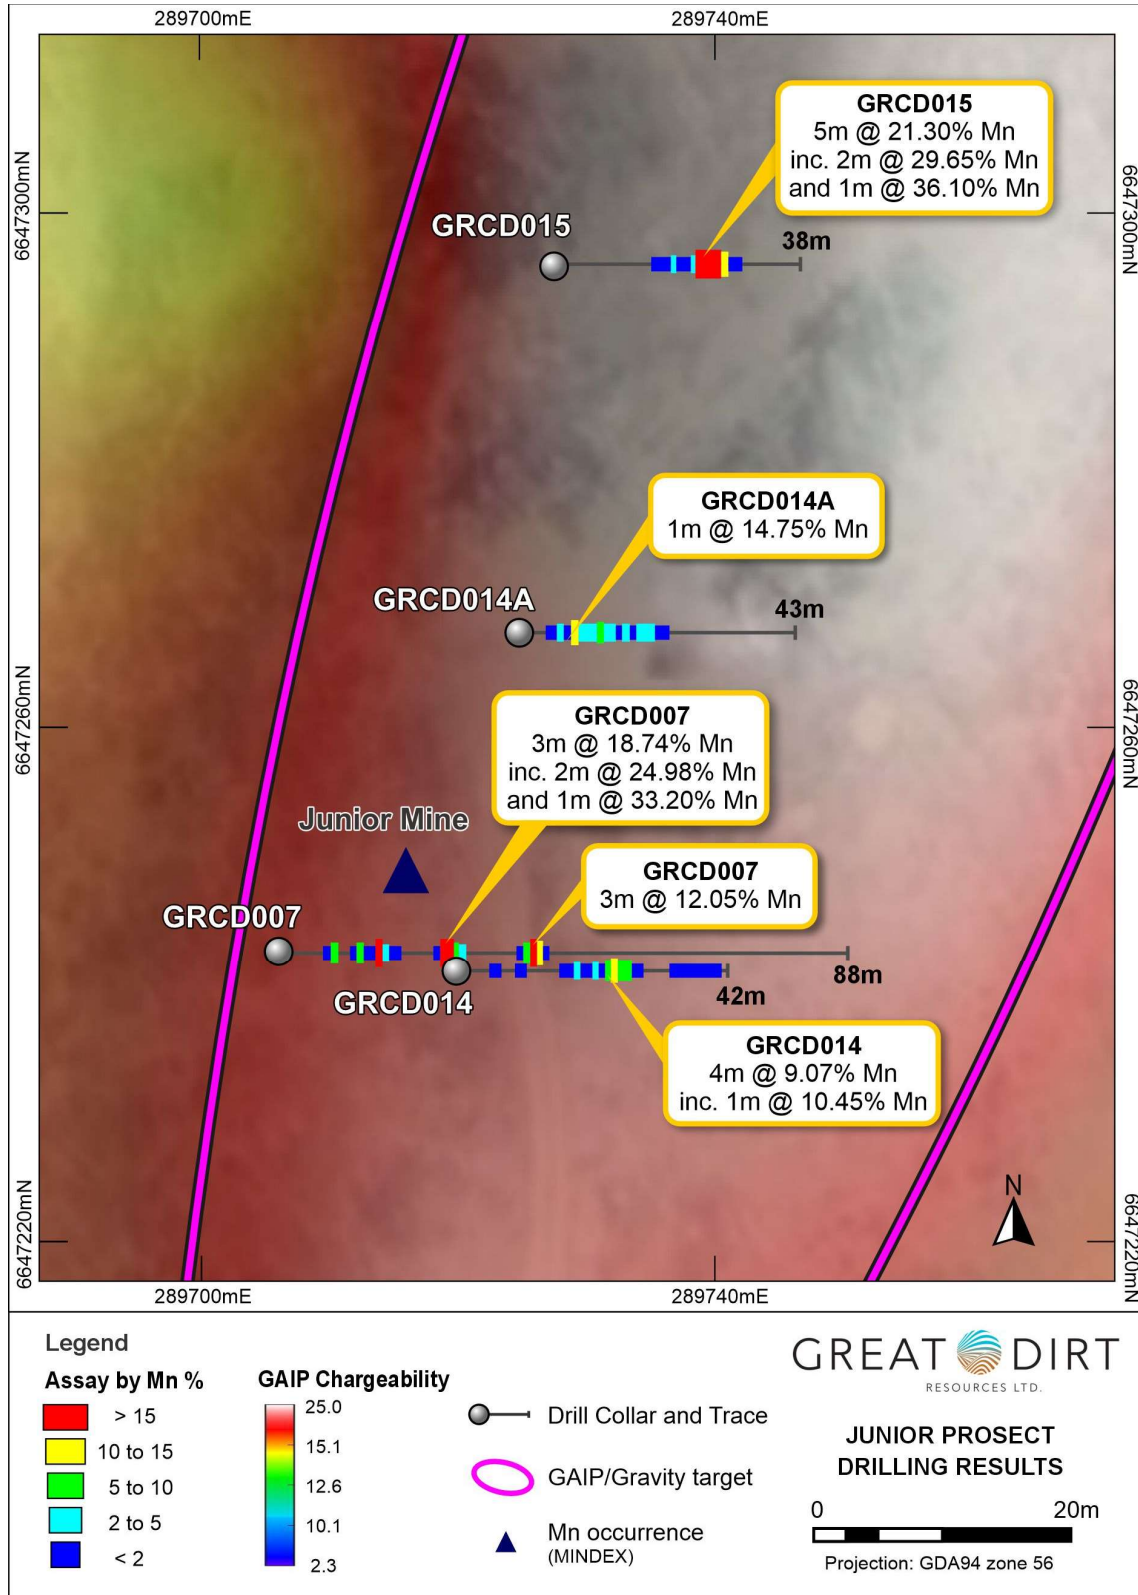 289700mE
289740mE
6647300mN
6647300mN
GRCD015
5m @ 21.30% Mn
inc. 2m @ 29.65% Mn
and 1m @ 36.10% Mn
GRCD015
38m
GRCD014A
1m @ 14.75% Mn
GRCD014A
43m
6647260mN
6647260mN
GRCD007
3m @ 18.74% Mn
inc. 2m @ 24.98% Mn
and 1m @ 33.20% Mn
Junior Mine
GRCD007
3m @ 12.05% Mn
GRCD007
88m
GRCD014
42m
GRCD014
4m @ 9.07% Mn
inc. 1m @ 10.45% Mn
N
6647220mN
6647220mN
289700mE
289740mE
Legend
Assay by Mn %
> 15
10 to 15
5 to 10
2 to 5
< 2
GAIP Chargeability
25.0
15.1
12.6
10.1
2.3
Drill Collar and Trace
GAIP/Gravity target
Mn occurrence
(MINDEX)
GREAT DIRT
RESOURCES LTD.
JUNIOR PROSECT
DRILLING RESULTS
0 20m
Projection: GDA94 zone 56